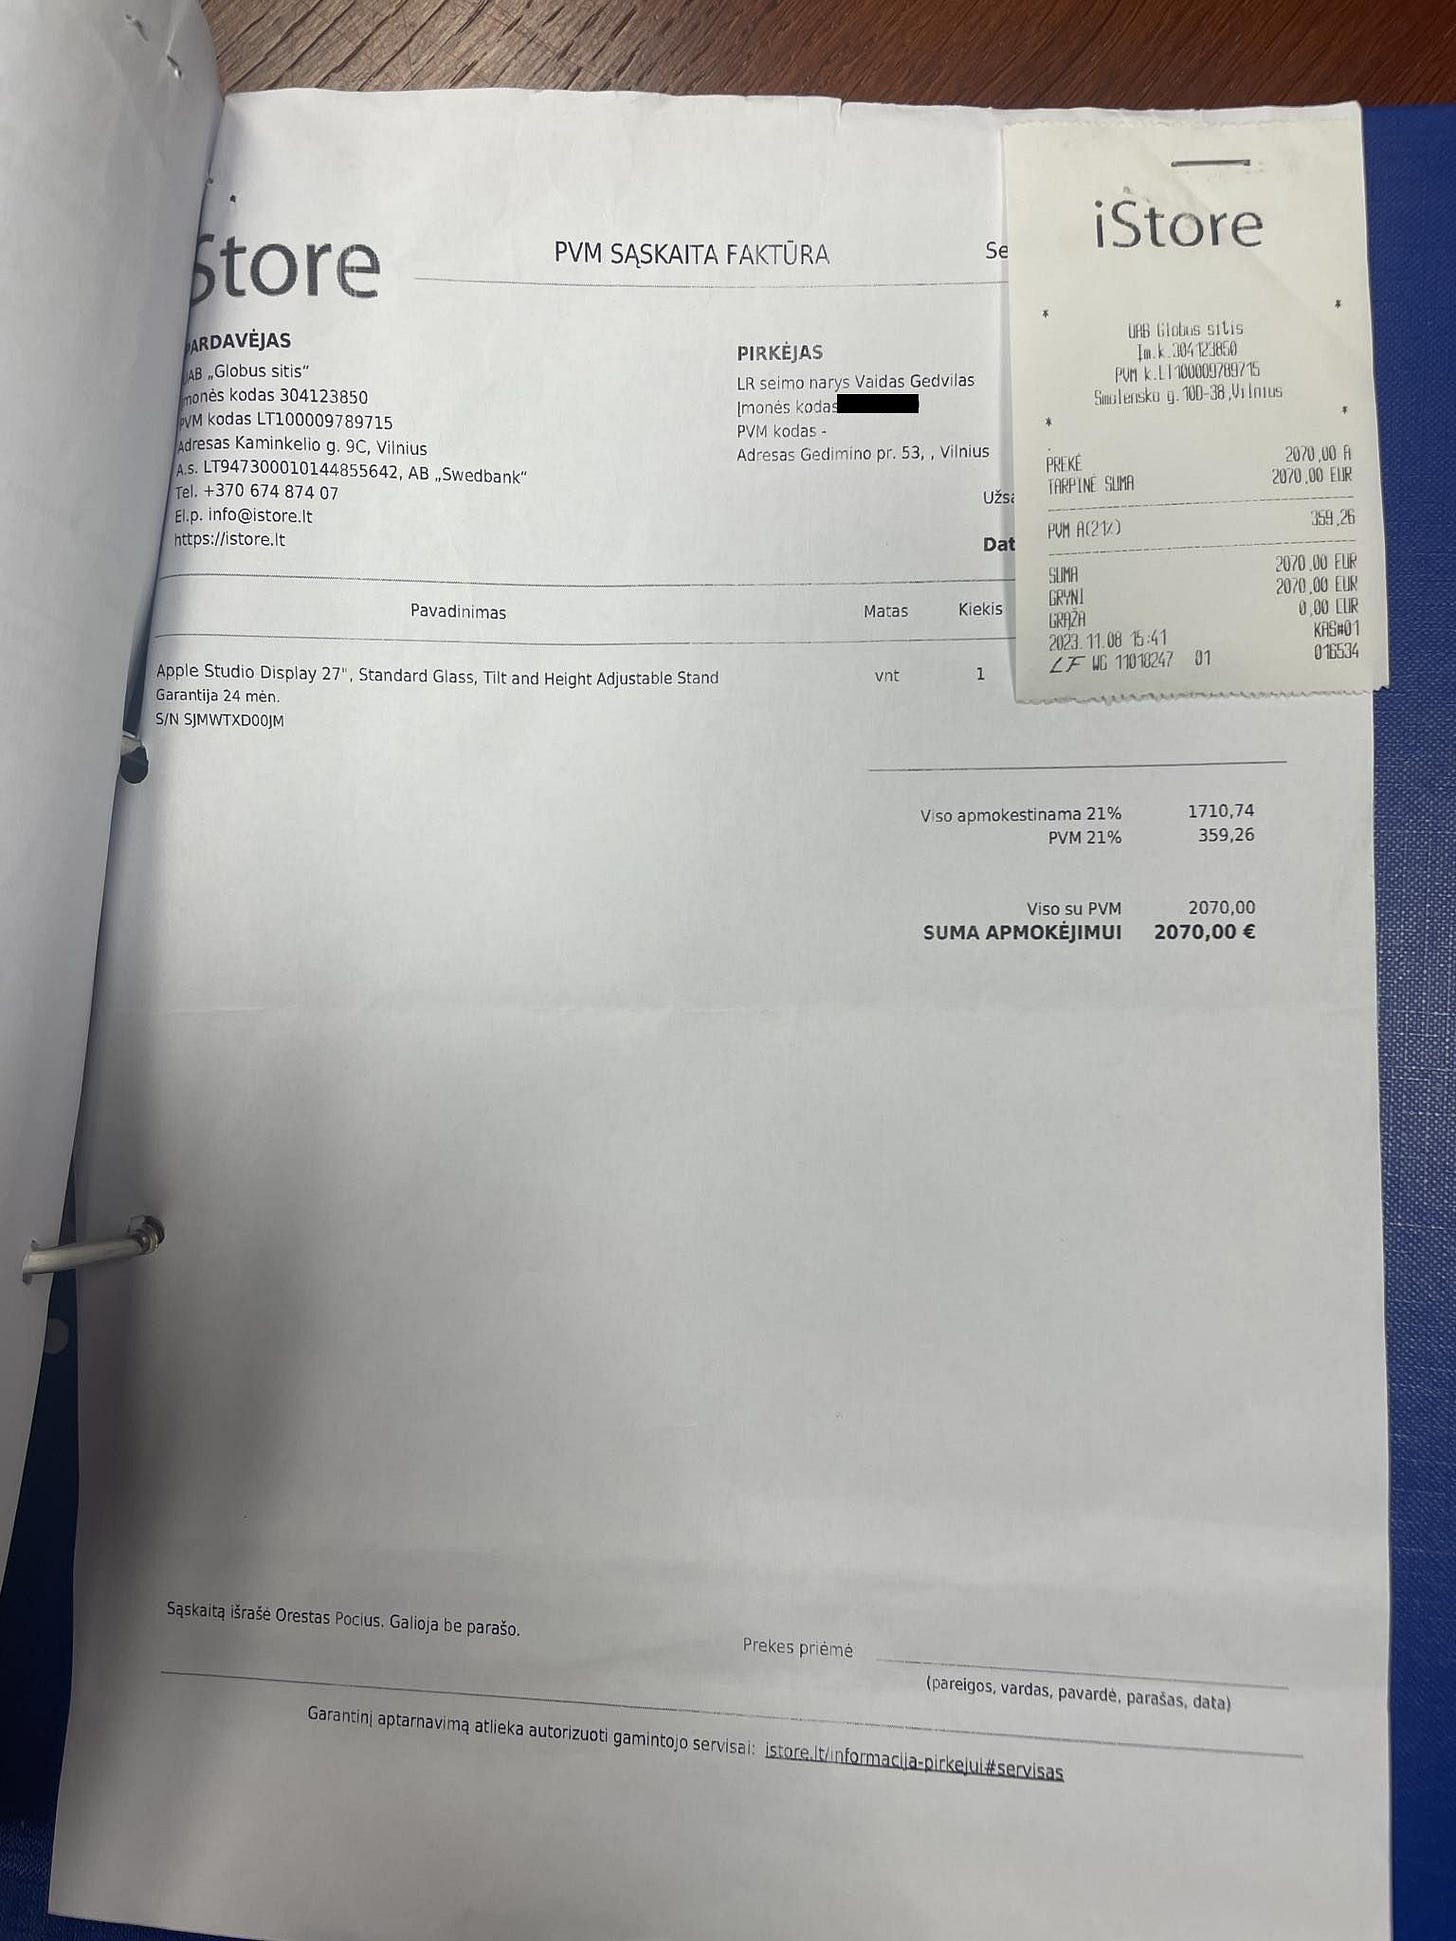 Store
PVM SĄSKAITA FAKTŪRA
Se
PARDAVĖJAS
UAB „Globus sitis“
Įmonės kodas 304123850
PVM kodas LT100009789715
Adresas Kaminkelio g. 9C, Vilnius
A.s. LT947300010144855642, AB „Swedbank“
Tel. +370 674 874 07
El.p. info@istore.lt
https://istore.lt
PIRKĖJAS
LR seimo narys Vaidas Gedvilas
Įmonės kodas
PVM kodas -
Adresas Gedimino pr. 53, , Vilnius
Užsa
Dat
Pavadinimas Matas Kiekis
Apple Studio Display 27", Standard Glass, Tilt and Height Adjustable Stand vnt 1
Garantija 24 mėn.
S/N SJMWTXD00JM
Viso apmokestinama 21% 1710,74
PVM 21% 359,26
Viso su PVM 2070,00
SUMA APMOKĖJIMUI 2070,00 €
Sąskaitą išrašė Orestas Pocius. Galioja be parašo.
Prekes priėmė
(pareigos, vardas, pavardė, parašas, data)
Garantinį aptarnavimą atlieka autorizuoti gamintojo servisai: istore.lt/informacija-pirkejui#servisas
iStore
* *
UAB Globus sitis
Įm.k.304123850
PVM k.LT100009789715
Smolensko g.10D-38,Vilnius
* *
PREKĖ 2070,00 A
TARPINĖ SUMA 2070,00 EUR
PVM A(21%) 359,26
SUMA 2070,00 EUR
GRYNI 2070,00 EUR
GRĄŽA 0,00 EUR
2023.11.08 15:41 KAS#01
LF WG 11018247 01 016534